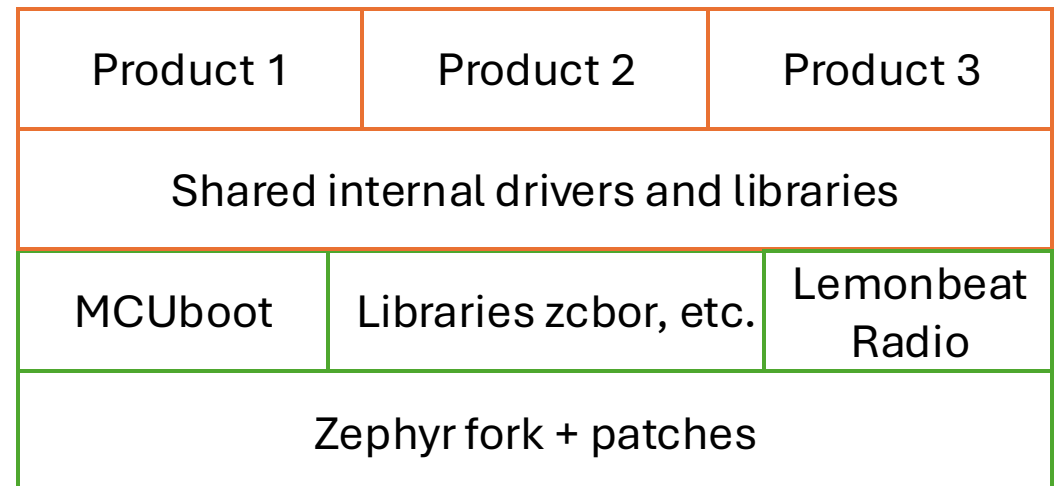 Product 1
Product 2
Product 3
Shared internal drivers and libraries
MCUboot
Libraries zcbor, etc.
Lemonbeat
Radio
Zephyr fork + patches